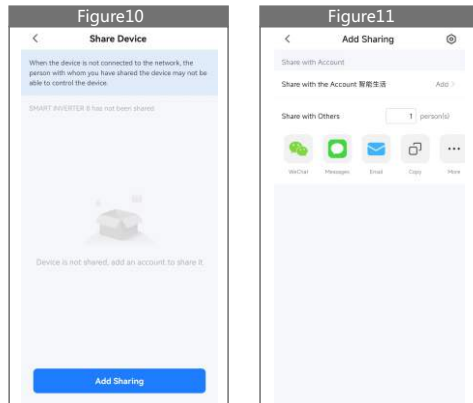 Figure10
Share Device
When the device is not connected to the network, the
person with whom you have shared the device may not be
able to control the device.
SMART INVERTER 8 has not been shared
Device is not shared, add an account to share it
Add Sharing
Figure11
Add Sharing
Share with Account
Share with the Account 智能生活
Add >
Share with Others
1 person(s)
WeChat
Messages
Email
Copy
More